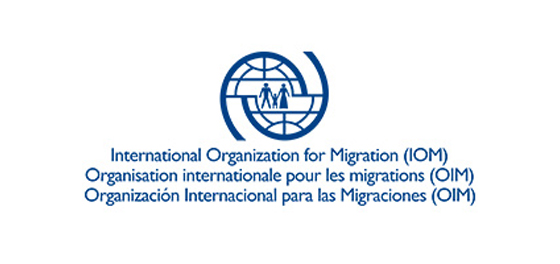 International Organization for Migration (IOM)
Organisation internationale pour les migrations (OIM)
Organización Internacional para las Migraciones (OIM)